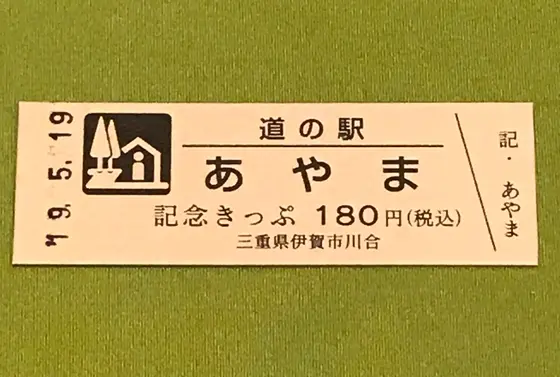 19.5.19
道の駅
あやま
記念きっぷ 180円(税込)
三重県伊賀市川合
記・あやま